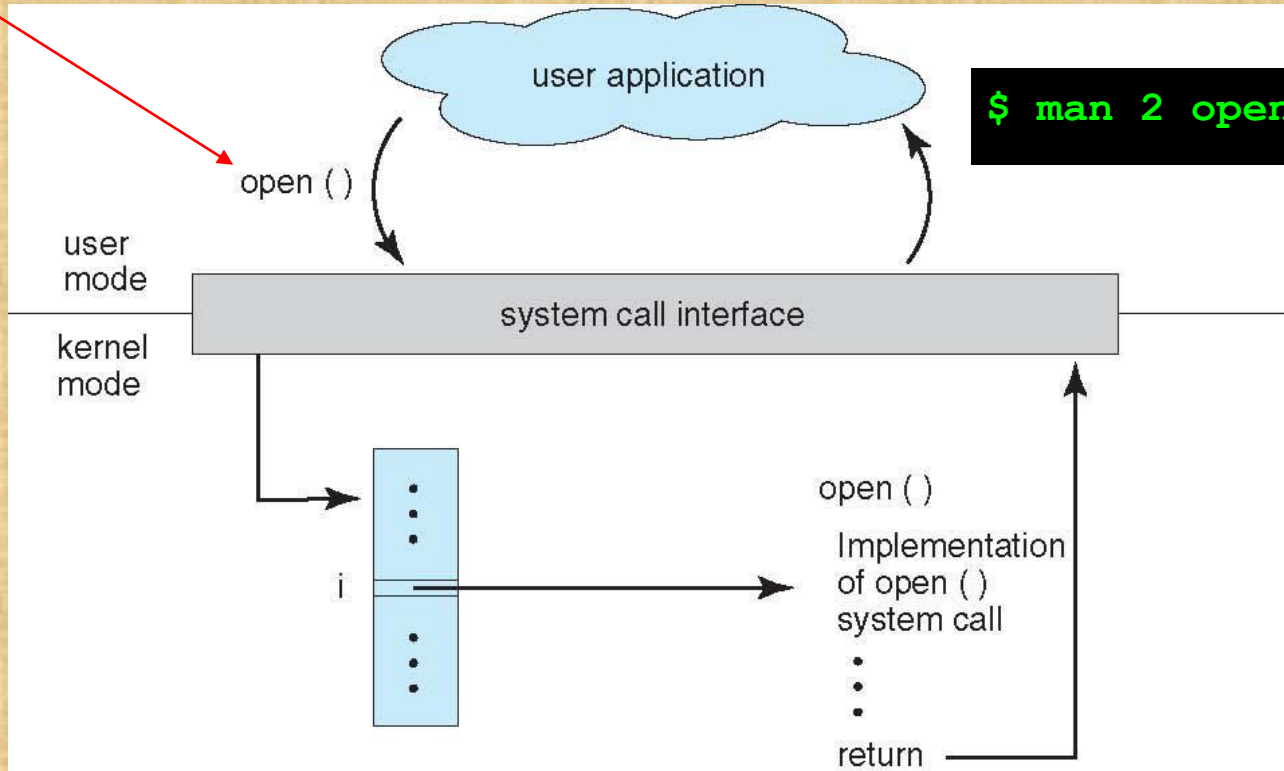 user application
$ man 2 open
open ( )
user
mode
system call interface
kernel
mode
open ( )
Implementation
of open ( )
system call
i
return